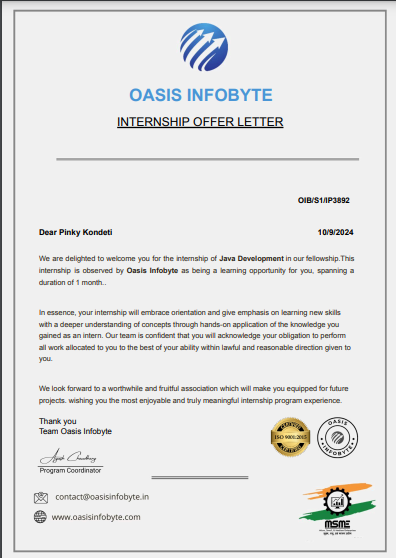 OASIS INFOBYTE
INTERNSHIP OFFER LETTER
OIB/S1/IP3892
Dear Pinky Kondeti 10/9/2024
We are delighted to welcome you for the internship of Java Development in our fellowship.This
internship is observed by Oasis Infobyte as being a learning opportunity for you, spanning a
duration of 1 month..
In essence, your internship will embrace orientation and give emphasis on learning new skills
with a deeper understanding of concepts through hands-on application of the knowledge you
gained as an intern. Our team is confident that you will acknowledge your obligation to perform
all work allocated to you to the best of your ability within lawful and reasonable direction given to
you.
We look forward to a worthwhile and fruitful association which will make you equipped for future
projects. wishing you the most enjoyable and truly meaningful internship program experience.
Thank you
Team Oasis Infobyte
Program Coordinator
CERTIFIED
ISO 9001:2015
CERTIFIED
OASIS
INFOBYTE
contact@oasisinfobyte.in
www.oasisinfobyte.com
MSME